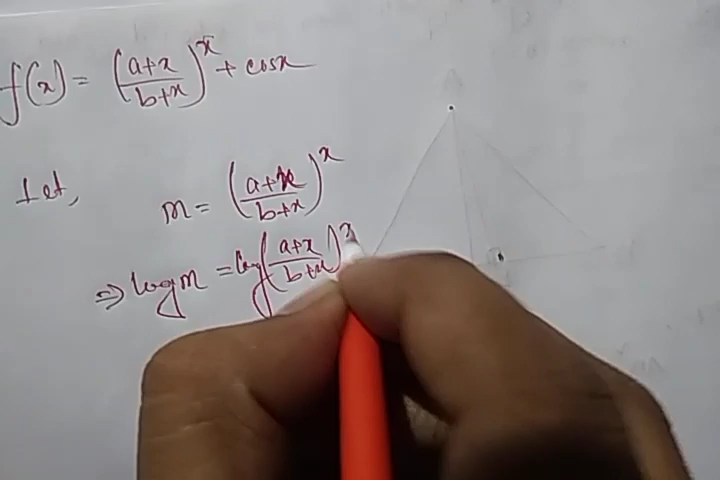 f(x) = ((a+x)/(b+x))^x + cosx
Let,
m = ((a+x)/(b+x))^x
⇒ log m = log((a+x)/(b+x))^x